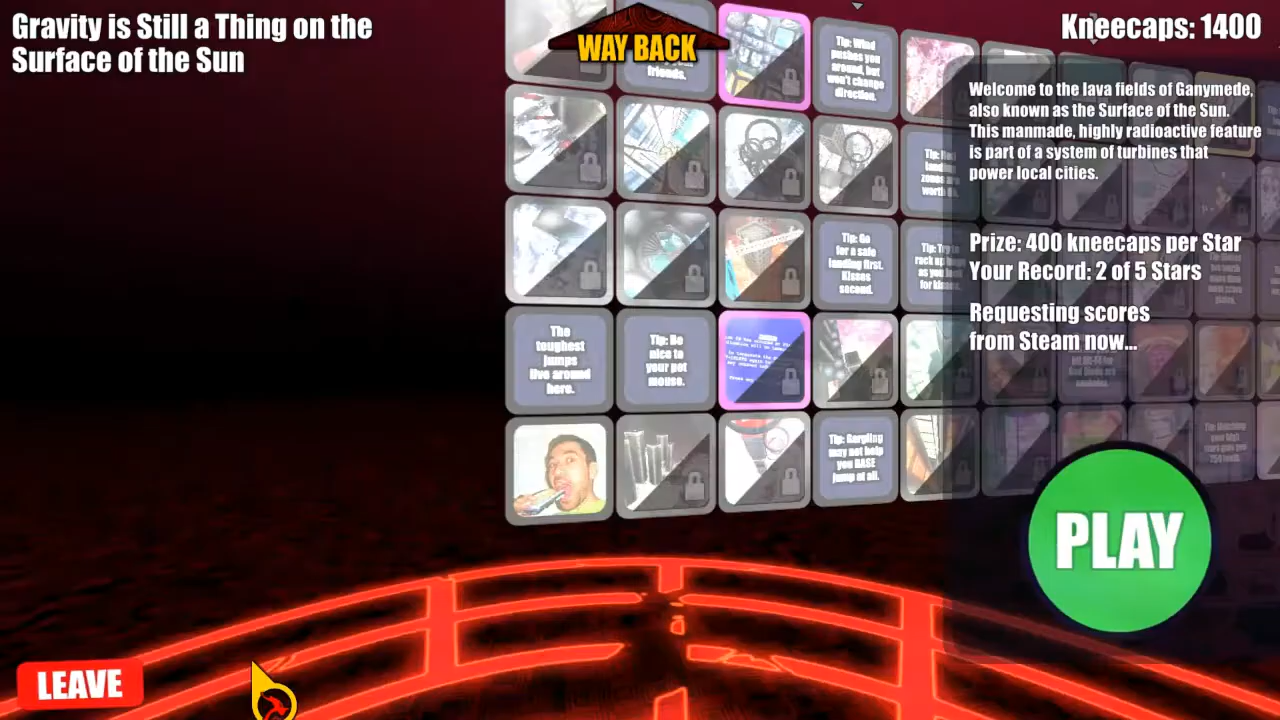 Gravity is Still a Thing on the
Surface of the Sun
WAY BACK
Kneecaps: 1400
friends.
Tip: Wind
pushes you
around, but
won't change
direction.
Welcome to the lava fields of Ganymede,
also known as the Surface of the Sun.
This manmade, highly radioactive feature
is part of a system of turbines that
power local cities.
Tip: Go
for a safe
landing first.
Kisses
second.
Prize: 400 kneecaps per Star
Your Record: 2 of 5 Stars
Requesting scores
from Steam now...
The
toughest
jumps
live around
here.
Tip: Be
nice to
your pet
mouse.
Tip: Gargling
may not help
you BASE
jump at all.
PLAY
LEAVE